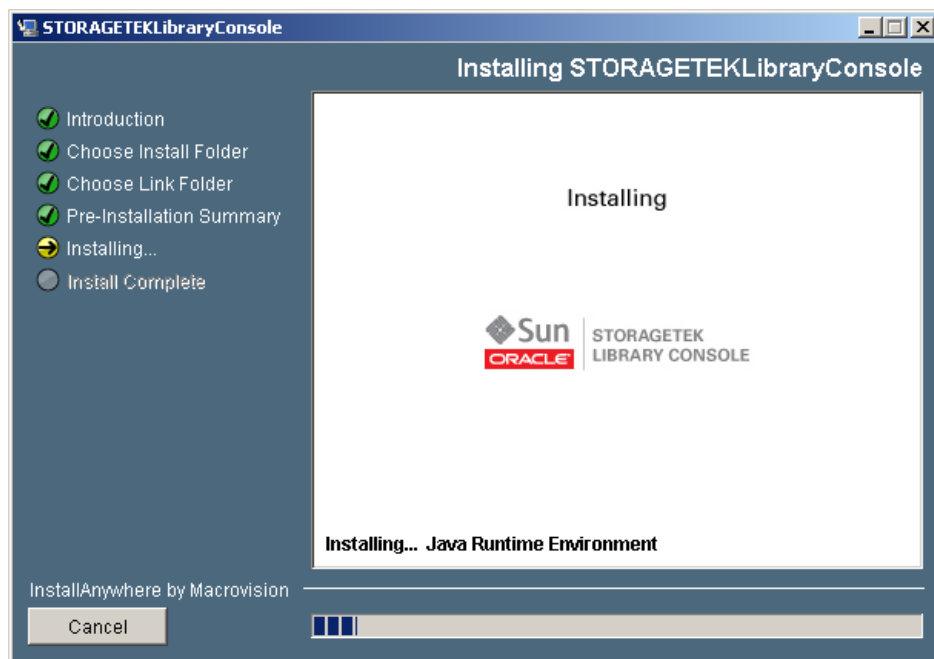 STORAGETEKLibraryConsole
Installing STORAGETEKLibraryConsole
Introduction
Choose Install Folder
Choose Link Folder
Pre-Installation Summary
Installing...
Install Complete
Installing
Sun
ORACLE
STORAGETEK
LIBRARY CONSOLE
Installing... Java Runtime Environment
InstallAnywhere by Macrovision
Cancel